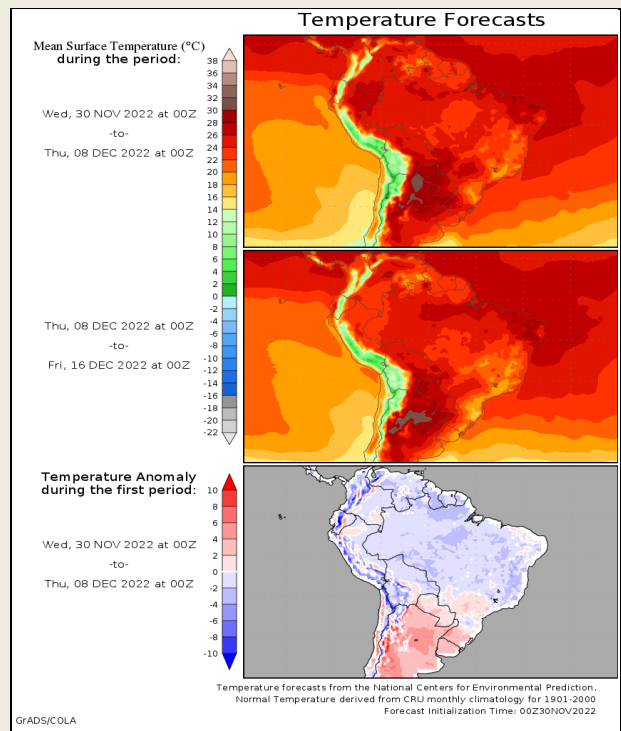 Temperature Forecasts
Mean Surface Temperature (°C)
during the period:
Wed, 30 NOV 2022 at 00Z
-to-
Thu, 08 DEC 2022 at 00Z
38
36
34
32
30
28
26
24
22
20
18
16
14
12
10
8
6
4
2
0
-2
-4
-6
-8
-10
-12
-14
-16
-18
-20
-22
Thu, 08 DEC 2022 at 00Z
-to-
Fri, 16 DEC 2022 at 00Z
Temperature Anomaly
during the first period:
Wed, 30 NOV 2022 at 00Z
-to-
Thu, 08 DEC 2022 at 00Z
10
8
6
4
2
0
-2
-4
-6
-8
-10
Temperature forecasts from the National Centers for Environmental Prediction.
Normal Temperature derived from CRU monthly climatology for 1901-2000
Forecast Initialization Time: 00Z30NOV2022
GrADS/COLA